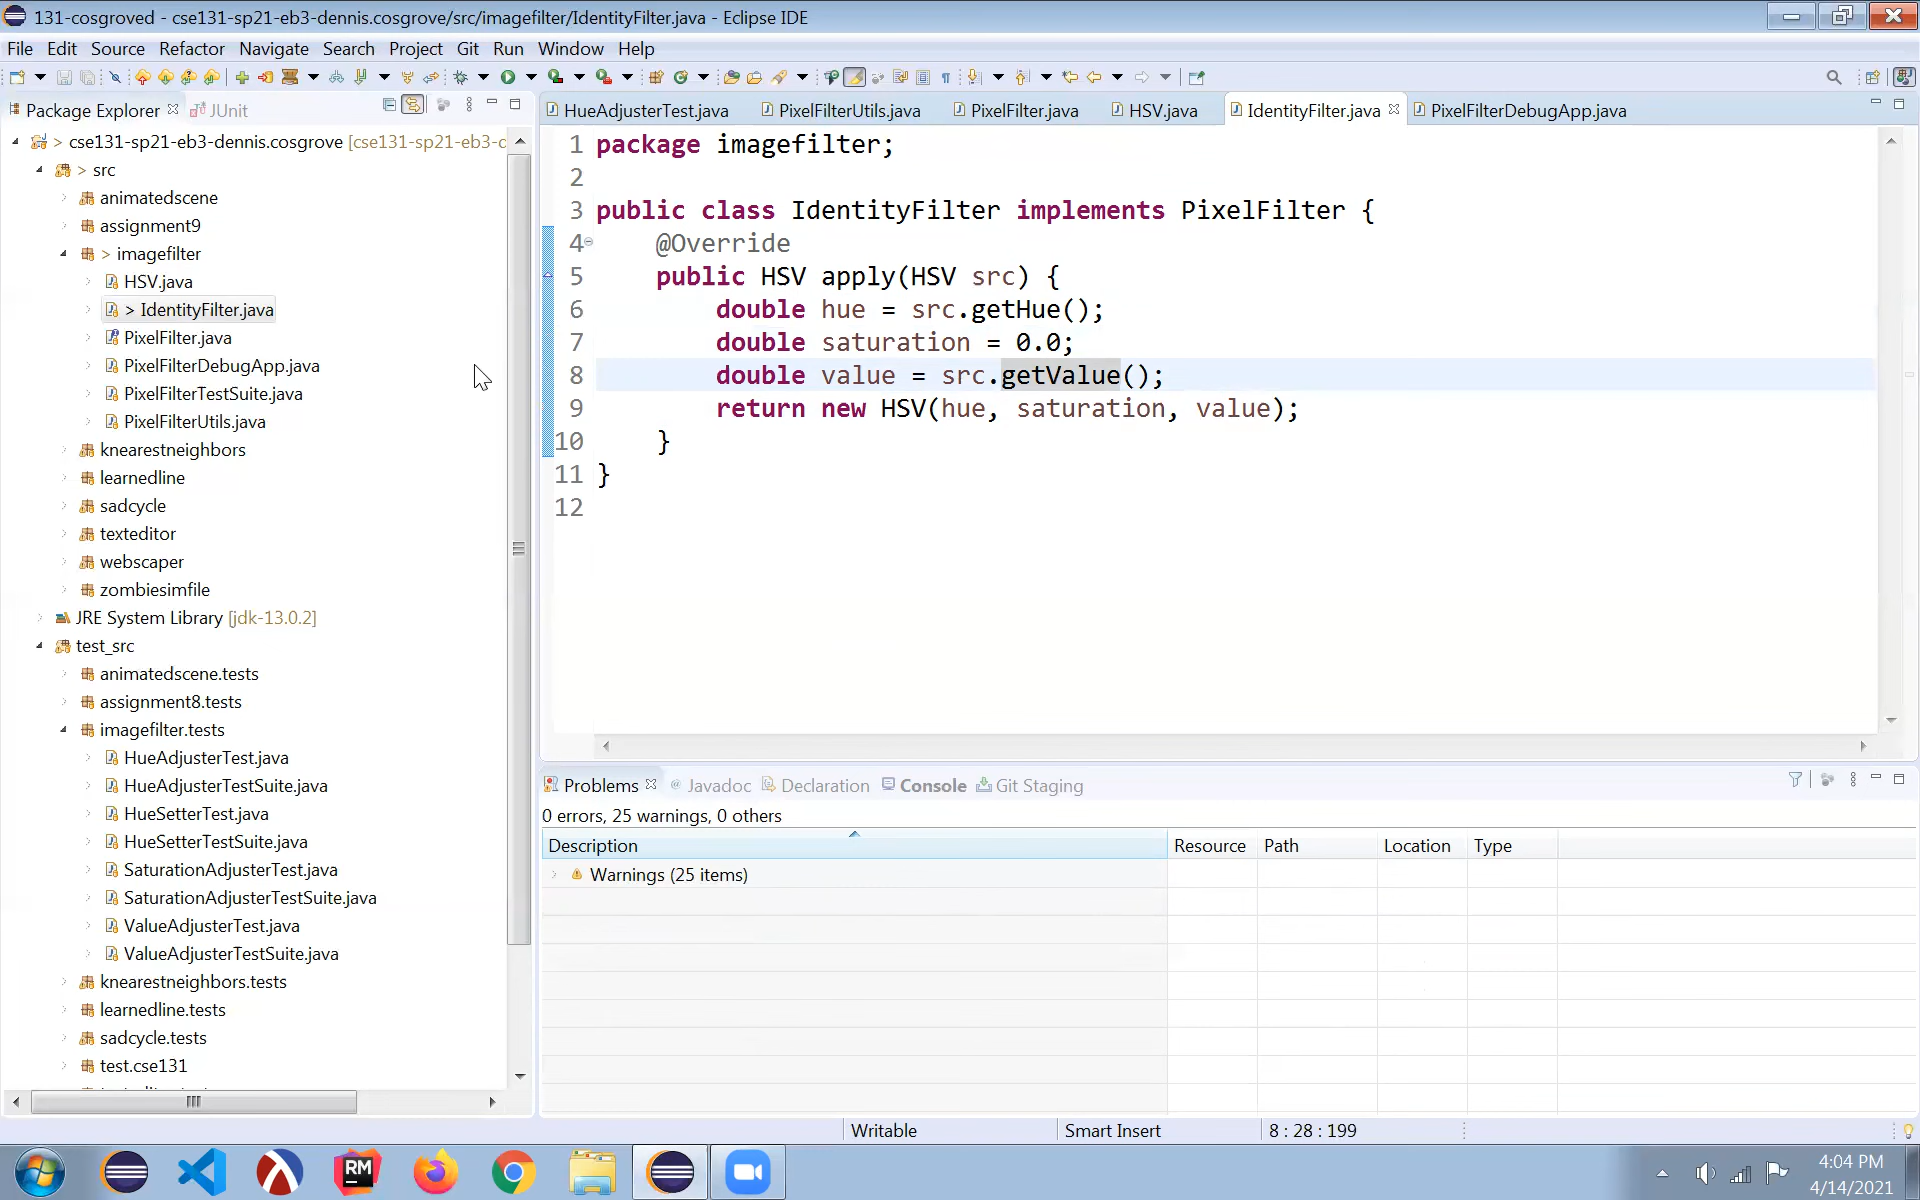 131-cosgroved - cse131-sp21-eb3-dennis.cosgrove/src/imagefilter/IdentityFilter.java - Eclipse IDE
File Edit Source Refactor Navigate Search Project Git Run Window Help
Package Explorer JUnit
> cse131-sp21-eb3-dennis.cosgrove [cse131-sp21-eb3-c
> src
animatedscene
assignment9
> imagefilter
HSV.java
> IdentityFilter.java
PixelFilter.java
PixelFilterDebugApp.java
PixelFilterTestSuite.java
PixelFilterUtils.java
knearestneighbors
learnedline
sadcycle
texteditor
webscaper
zombiesimfile
JRE System Library [jdk-13.0.2]
test_src
animatedscene.tests
assignment8.tests
imagefilter.tests
HueAdjusterTest.java
HueAdjusterTestSuite.java
HueSetterTest.java
HueSetterTestSuite.java
SaturationAdjusterTest.java
SaturationAdjusterTestSuite.java
ValueAdjusterTest.java
ValueAdjusterTestSuite.java
knearestneighbors.tests
learnedline.tests
sadcycle.tests
test.cse131
HueAdjusterTest.java PixelFilterUtils.java PixelFilter.java HSV.java IdentityFilter.java PixelFilterDebugApp.java
1 package imagefilter;
2
3 public class IdentityFilter implements PixelFilter {
4 @Override
5 public HSV apply(HSV src) {
6 double hue = src.getHue();
7 double saturation = 0.0;
8 double value = src.getValue();
9 return new HSV(hue, saturation, value);
10 }
11 }
12
Problems @ Javadoc Declaration Console Git Staging
0 errors, 25 warnings, 0 others
Description Resource Path Location Type
Warnings (25 items)
Writable Smart Insert 8 : 28 : 199
RM
4:04 PM
4/14/2021